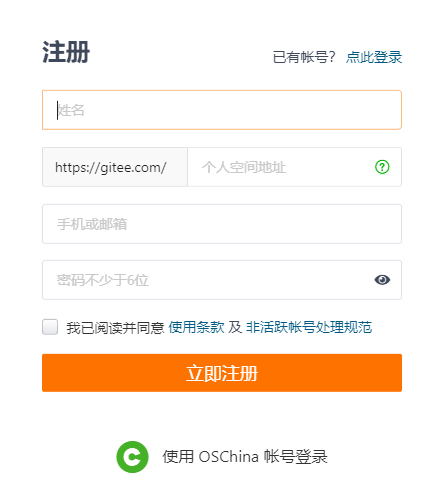 注册
已有帐号? 点此登录
姓名
https://gitee.com/ 个人空间地址
手机或邮箱
密码不少于6位
我已阅读并同意 使用条款 及 非活跃帐号处理规范
立即注册
使用 OSChina 帐号登录